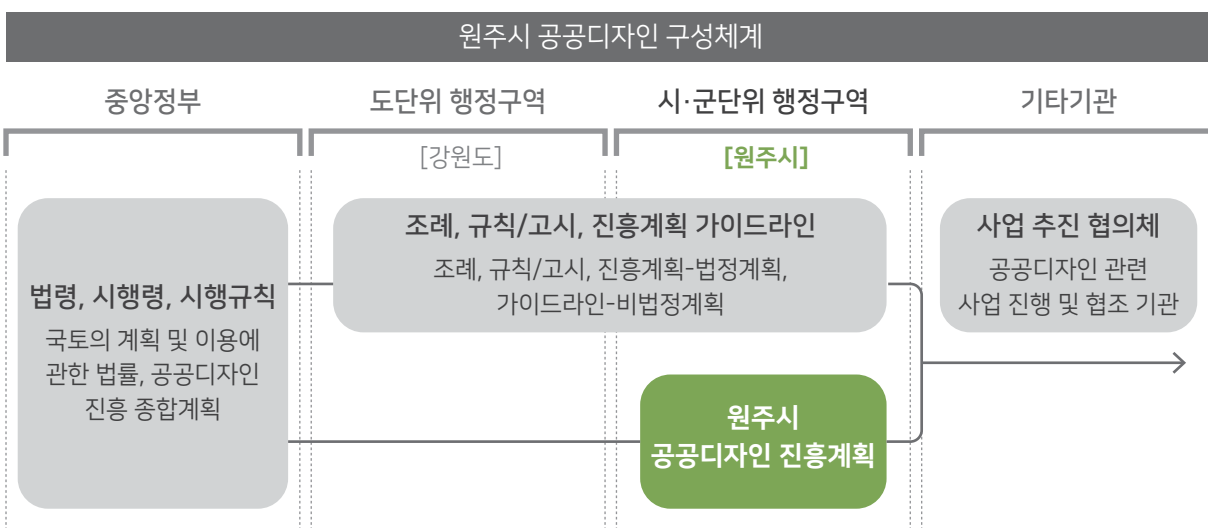 원주시 공공디자인 구성체계
중앙정부
도단위 행정구역
시·군단위 행정구역
기타기관
[강원도]
[원주시]
법령, 시행령, 시행규칙
국토의 계획 및 이용에
관한 법률, 공공디자인
진흥 종합계획
조례, 규칙/고시, 진흥계획 가이드라인
조례, 규칙/고시, 진흥계획-법정계획,
가이드라인-비법정계획
원주시
공공디자인 진흥계획
사업 추진 협의체
공공디자인 관련
사업 진행 및 협조 기관